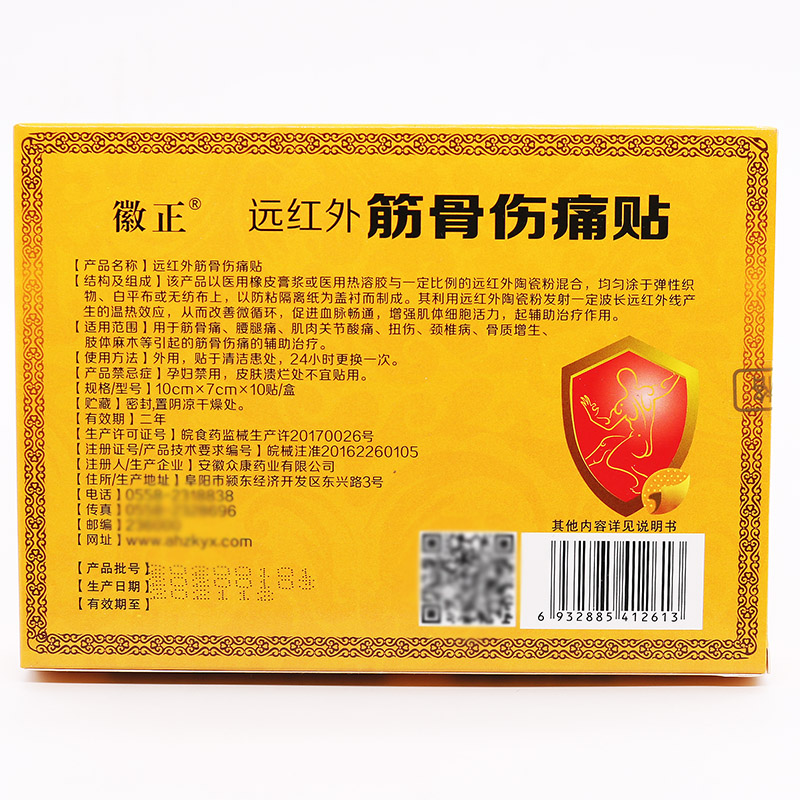 徽正® 远红外筋骨伤痛贴
【产品名称】远红外筋骨伤痛贴
【结构及组成】该产品以医用橡皮膏浆或医用热溶胶与一定比例的远红外陶瓷粉混合，均匀涂于弹性织
物、白平布或无纺布上，以防粘隔离纸为盖衬而制成。其利用远红外陶瓷粉发射一定波长远红外线产
生的温热效应，从而改善微循环，促进血脉畅通，增强肌体细胞活力，起辅助治疗作用。
【适用范围】用于筋骨痛、腰腿痛、肌肉关节酸痛、扭伤、颈椎病、骨质增生、
肢体麻木等引起的筋骨伤痛的辅助治疗。
【使用方法】外用，贴于清洁患处，24小时更换一次。
【产品禁忌症】孕妇禁用，皮肤溃烂处不宜贴用。
【规格/型号】10cm×7cm×10贴/盒
【贮藏】密封,置阴凉干燥处。
【有效期】二年
【生产许可证号】皖食药监械生产许20170026号
【注册证号/产品技术要求编号】皖械注准20162260105
【注册人/生产企业】安徽众康药业有限公司
【住所/生产地址】阜阳市颍东经济开发区东兴路3号
【电话】0558-2318838
【传真】0558-2328696
【邮编】236000
【网址】www.ahzkyx.com
【产品批号】
【生产日期】
【有效期至】
其他内容详见说明书
6 932885 412613